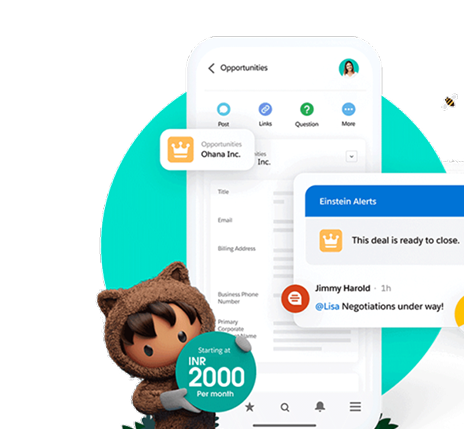 Opportunities
Post
Links
Question
More
Opportunities
Ohana Inc.
Inc.
Title
Einstein Alerts
This deal is ready to close.
Email
Billing Address
Jimmy Harold · 1h
@Lisa Negotiations under way!
Business Phone
Number
Primary
Corporate
Name
Starting at
INR
2000
Per month